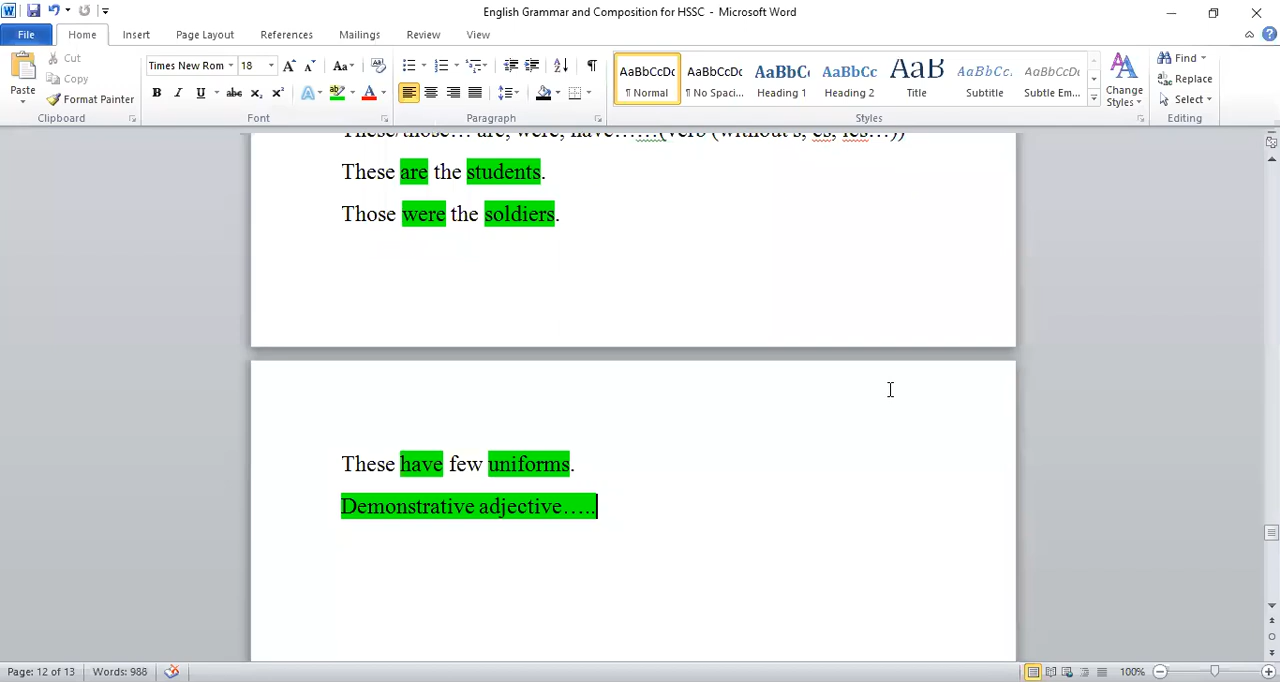 English Grammar and Composition for HSSC - Microsoft Word
File Home Insert Page Layout References Mailings Review View
Cut
Copy
Format Painter
Paste
Clipboard
Times New Rom 18
Font
Paragraph
AaBbCcDc AaBbCcDc AaBbCc AaBbCc AaB AaBbCc. AaBbCcDc
¶ Normal ¶ No Spaci... Heading 1 Heading 2 Title Subtitle Subtle Em...
Change Styles
Styles
Find
Replace
Select
Editing
These/those… are, were, have……(verb (without s, es, ies…))
These are the students.
Those were the soldiers.
These have few uniforms.
Demonstrative adjective…..
Page: 12 of 13 Words: 986 100%